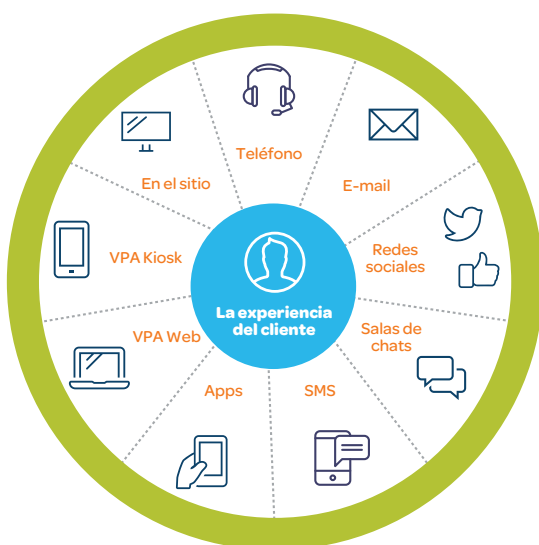 Teléfono
E-mail
Redes
sociales
Salas de
chats
SMS
Apps
VPA Web
VPA Kiosk
En el sitio
La experiencia
del cliente